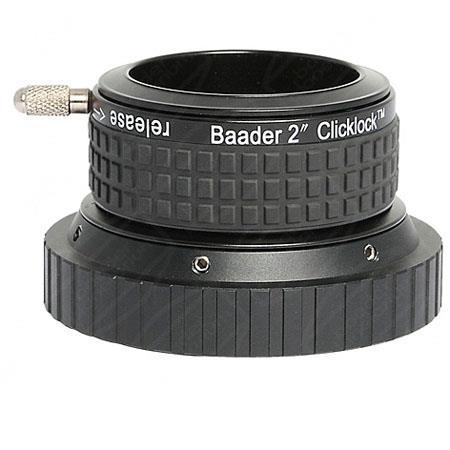 <= release
Baader 2" Clicklock™